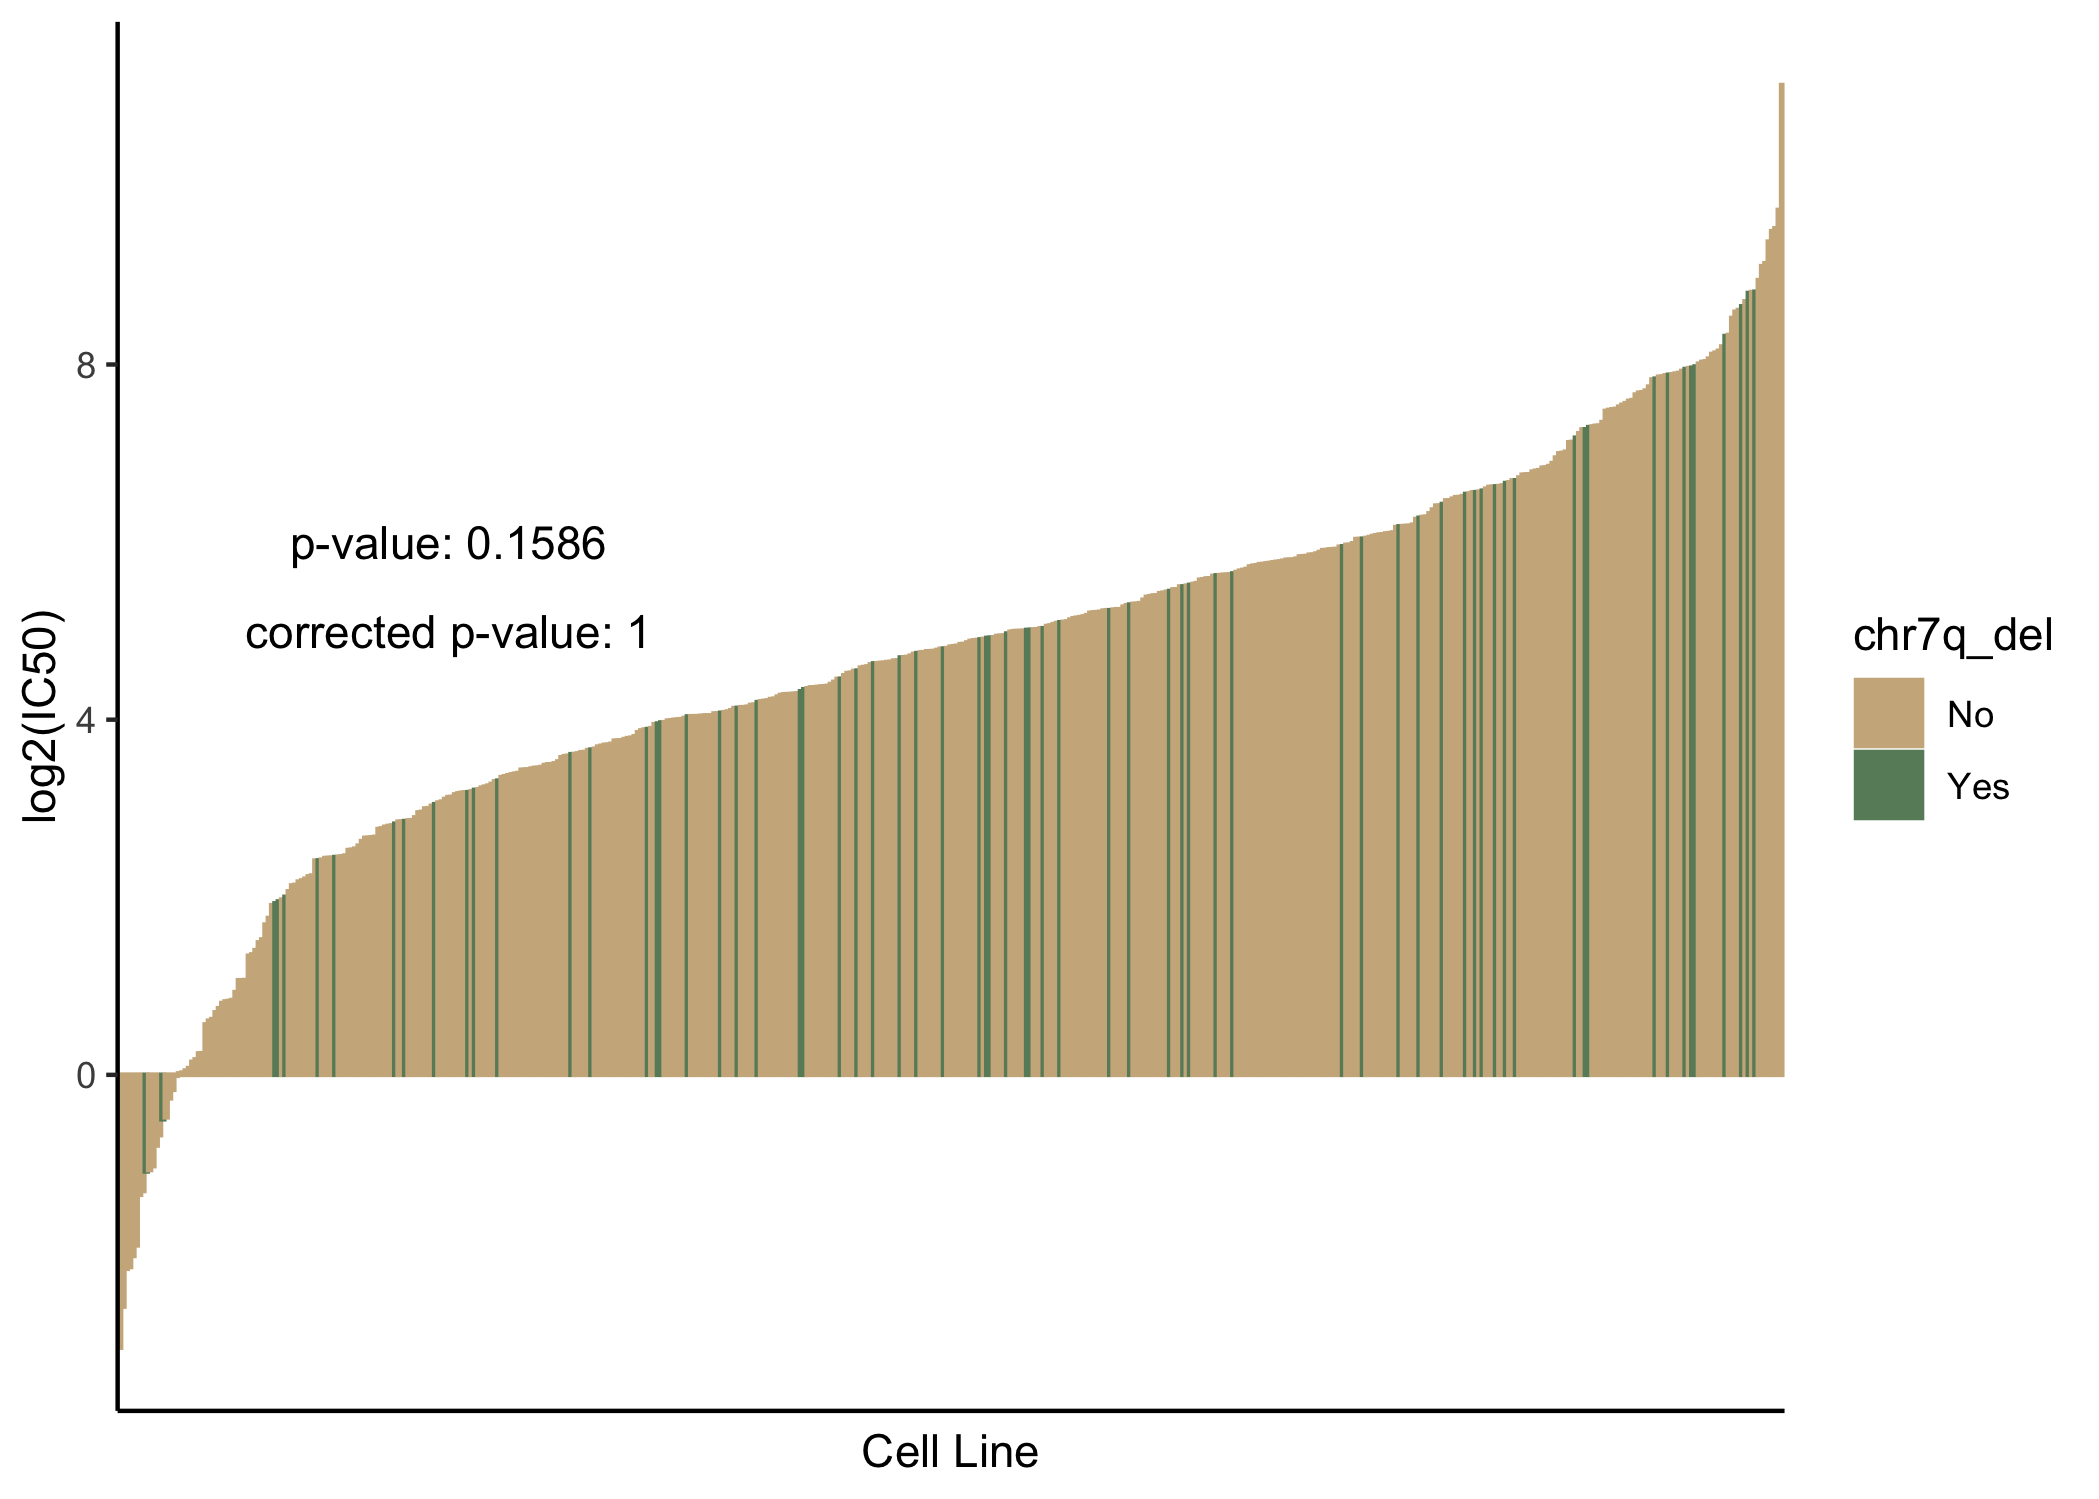 8
4
0
log2(IC50)
p-value: 0.1586
corrected p-value: 1
Cell Line
chr7q_del
No
Yes